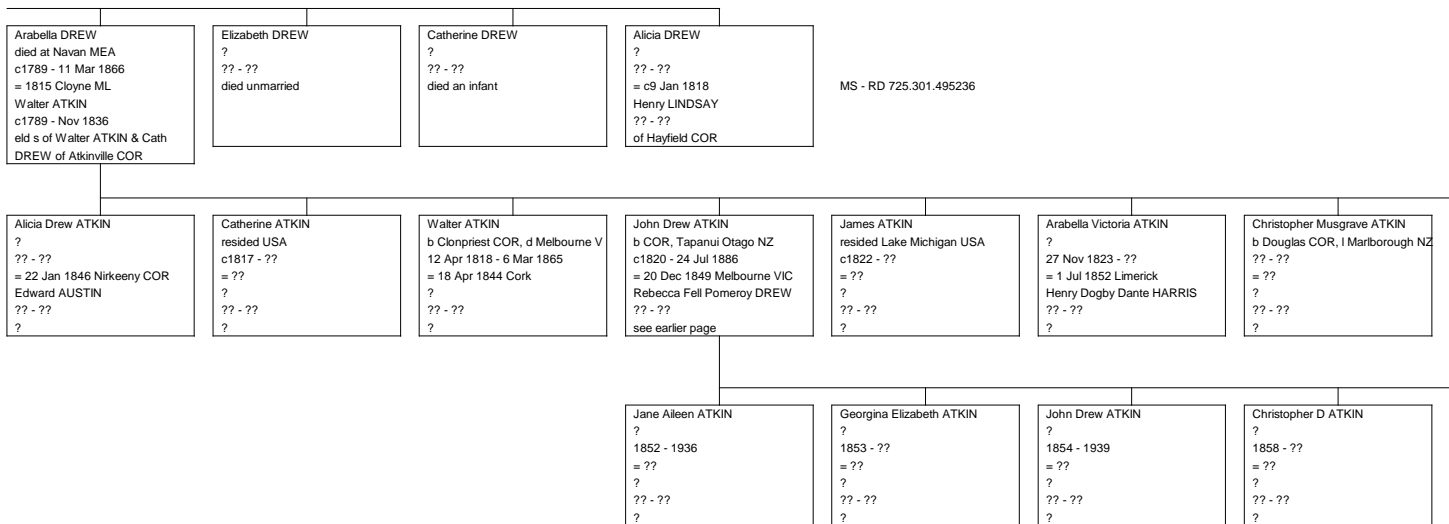 Arabella DREW
died at Navan MEA
c1789 - 11 Mar 1866
= 1815 Cloyne ML
Walter ATKIN
c1789 - Nov 1836
eld s of Walter ATKIN & Cath
DREW of Atkinville COR
Elizabeth DREW
?
?? - ??
died unmarried
Catherine DREW
?
?? - ??
died an infant
Alicia DREW
?
?? - ??
= c9 Jan 1818
Henry LINDSAY
?? - ??
of Hayfield COR
MS - RD 725.301.495236
Alicia Drew ATKIN
?
?? - ??
= 22 Jan 1846 Nirkeeny COR
Edward AUSTIN
?? - ??
?
Catherine ATKIN
resided USA
c1817 - ??
= ??
?
?? - ??
?
Walter ATKIN
b Clonpriest COR, d Melbourne V
12 Apr 1818 - 6 Mar 1865
= 18 Apr 1844 Cork
?
?? - ??
?
John Drew ATKIN
b COR, Tapanui Otago NZ
c1820 - 24 Jul 1886
= 20 Dec 1849 Melbourne VIC
Rebecca Fell Pomeroy DREW
?? - ??
see earlier page
James ATKIN
resided Lake Michigan USA
c1822 - ??
= ??
?
?? - ??
?
Arabella Victoria ATKIN
?
27 Nov 1823 - ??
= 1 Jul 1852 Limerick
Henry Dogby Dante HARRIS
?? - ??
?
Christopher Musgrave ATKIN
b Douglas COR, l Marlborough NZ
?? - ??
= ??
?
?? - ??
?
Jane Aileen ATKIN
?
1852 - 1936
= ??
?
?? - ??
?
Georgina Elizabeth ATKIN
?
1853 - ??
= ??
?
?? - ??
?
John Drew ATKIN
?
1854 - 1939
= ??
?
?? - ??
?
Christopher D ATKIN
?
1858 - ??
= ??
?
?? - ??
?